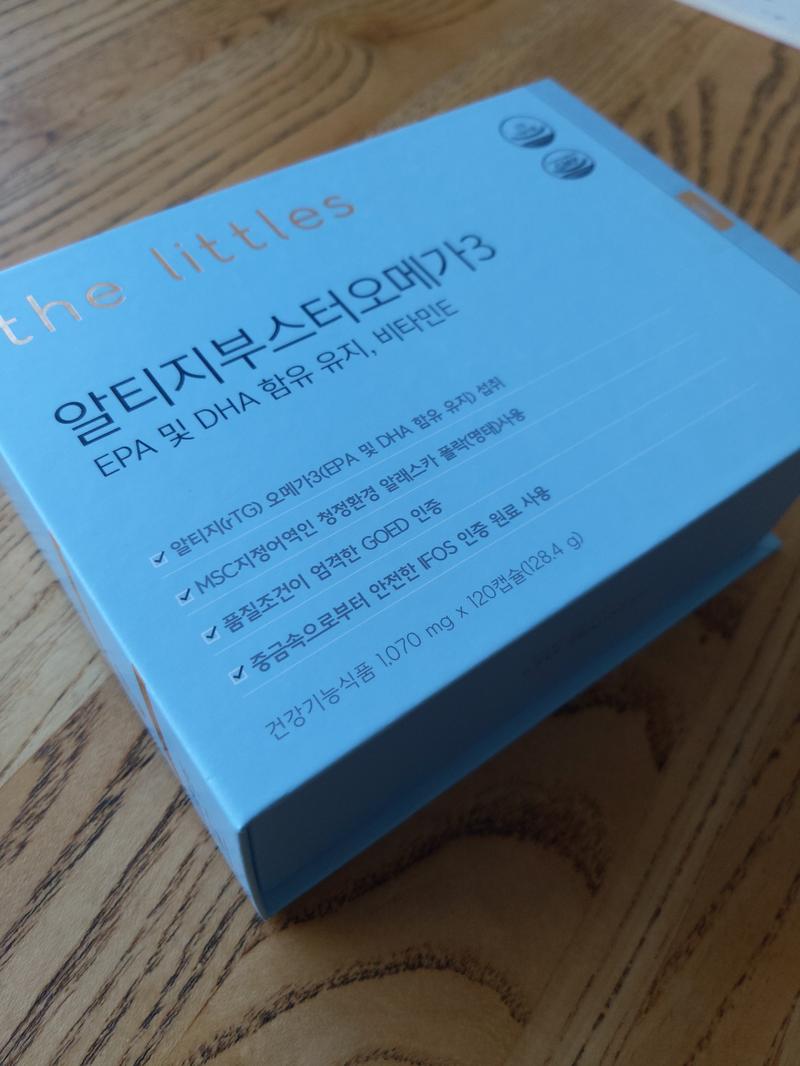 the littles
알티지부스터오메가3
EPA 및 DHA 함유 유지, 비타민E
알티지(rTG) 오메가3(EPA 및 DHA 함유 유지) 섭취
MSC지정어역인 청정환경 알래스카 폴락(명태)사용
품질조건이 엄격한 GOED 인증
중금속으로부터 안전한 IFOS 인증 원료 사용
건강기능식품 1,070 mg x 120캡슐(128.4 g)